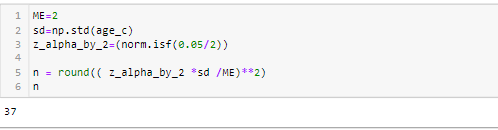 1 ME=2
2 sd=np.std(age_c)
3 z_alpha_by_2=(norm.isf(0.05/2))
4
5 n = round(( z_alpha_by_2 *sd /ME)**2)
6 n
37